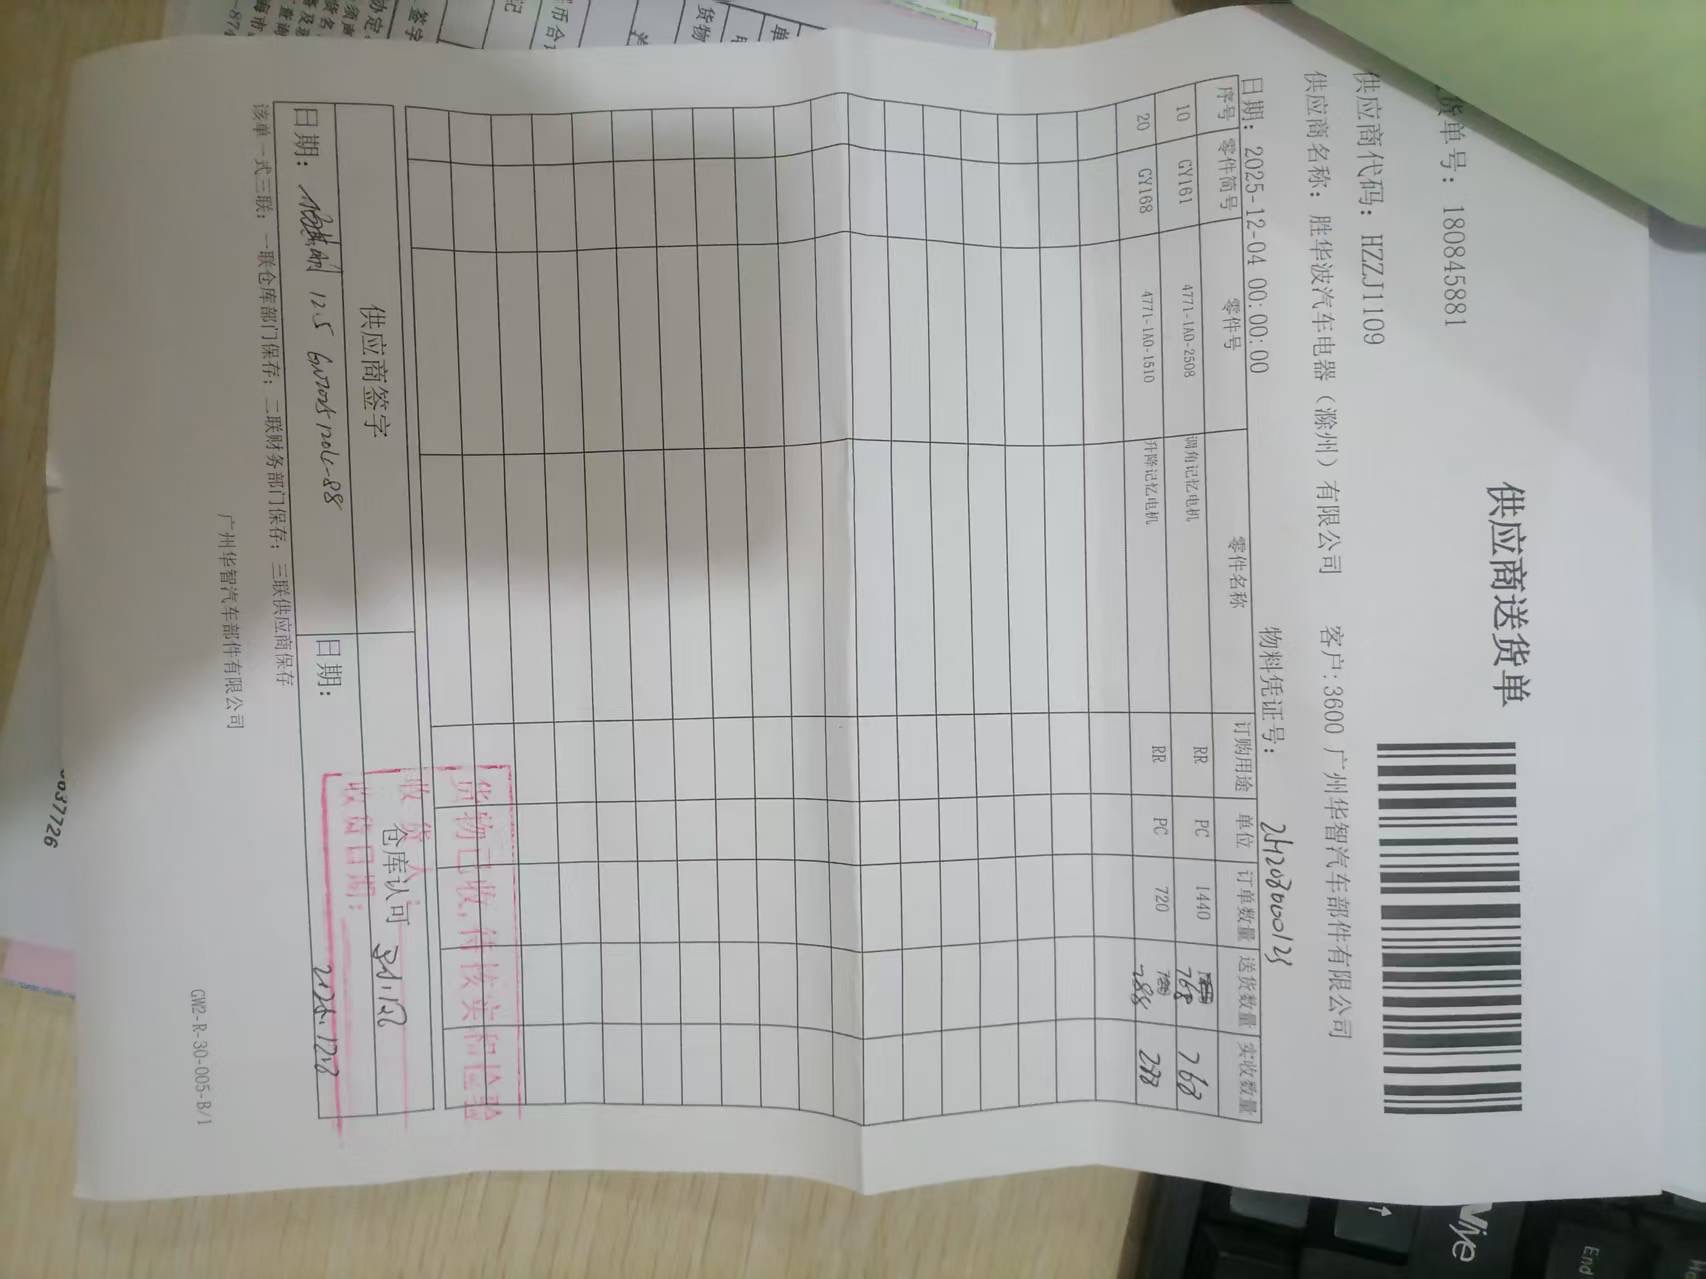 供应商送货单
货单号：180845881
供应商代码：HZZJ1109
供应商名称：胜华波汽车电器（滁州）有限公司 客户:3600 广州华智汽车部件有限公司
日期：2025-12-04 00:00:00 物料凭证号：
序号 零件简号 零件号 零件名称 订购用途 单位 订单数量 送货数量 实收数量
10 GY161 4771-1A0-2508 调角记忆电机 RR PC 1440 768 768
20 GY168 4771-1A0-1510 升降记忆电机 RR PC 720 288 288
货物已收,待核实和检验
收货人
收货日期：
供应商签字 仓库认可
日期： 12.5 日期：
该单一式三联：一联仓库部门保存；二联财务部门保存；三联供应商保存
广州华智汽车部件有限公司
GW2-R-30-005-B/1
037726
End